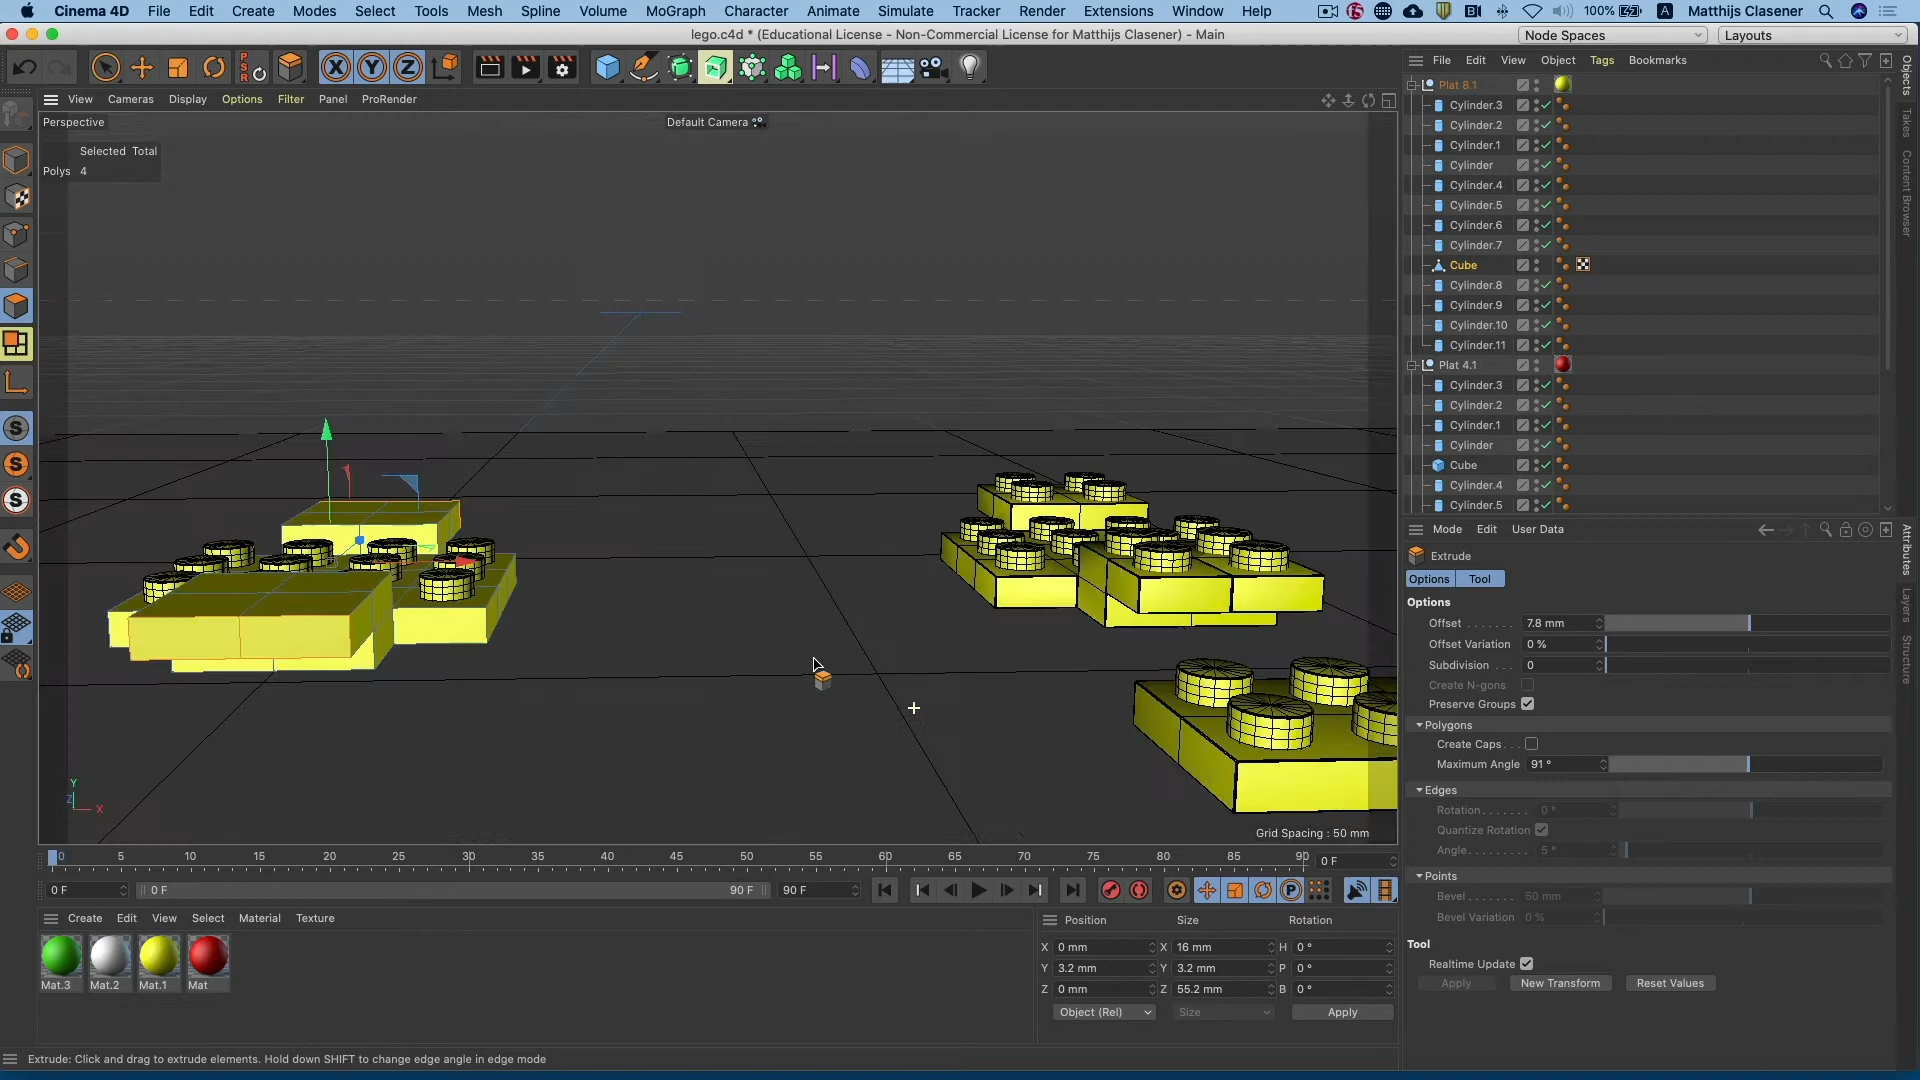 Cinema 4D File Edit Create Modes Select Tools Mesh Spline Volume MoGraph Character Animate Simulate Tracker Render Extensions Window Help 100% A Matthijs Clasener
lego.c4d * (Educational License - Non-Commercial License for Matthijs Clasener) - Main
Node Spaces
Layouts
View Cameras Display Options Filter Panel ProRender
Perspective
Default Camera
Selected Total
Polys 4
Grid Spacing : 50 mm
File Edit View Object Tags Bookmarks
Plat 8.1
Cylinder.3
Cylinder.2
Cylinder.1
Cylinder
Cylinder.4
Cylinder.5
Cylinder.6
Cylinder.7
Cube
Cylinder.8
Cylinder.9
Cylinder.10
Cylinder.11
Plat 4.1
Cylinder.3
Cylinder.2
Cylinder.1
Cylinder
Cube
Cylinder.4
Cylinder.5
Objects
Takes
Content Browser
Mode Edit User Data
Extrude
Options Tool
Options
Offset . . . . . . . 7.8 mm
Offset Variation 0 %
Subdivision . . . 0
Create N-gons
Preserve Groups
Polygons
Create Caps. . .
Maximum Angle 91 °
Edges
Rotation. . . . . . . 0 °
Quantize Rotation
Angle. . . . . . . . . 5 °
Points
Bevel. . . . . . . . 50 mm
Bevel Variation 0 %
Tool
Realtime Update
Apply New Transform Reset Values
Attributes
Layers
Structure
0 5 10 15 20 25 30 35 40 45 50 55 60 65 70 75 80 85 90 0 F
0 F 0 F 90 F 90 F
Create Edit View Select Material Texture
Mat.3 Mat.2 Mat.1 Mat
Position Size Rotation
X 0 mm X 16 mm H 0 °
Y 3.2 mm Y 3.2 mm P 0 °
Z 0 mm Z 55.2 mm B 0 °
Object (Rel) Size Apply
Extrude: Click and drag to extrude elements. Hold down SHIFT to change edge angle in edge mode